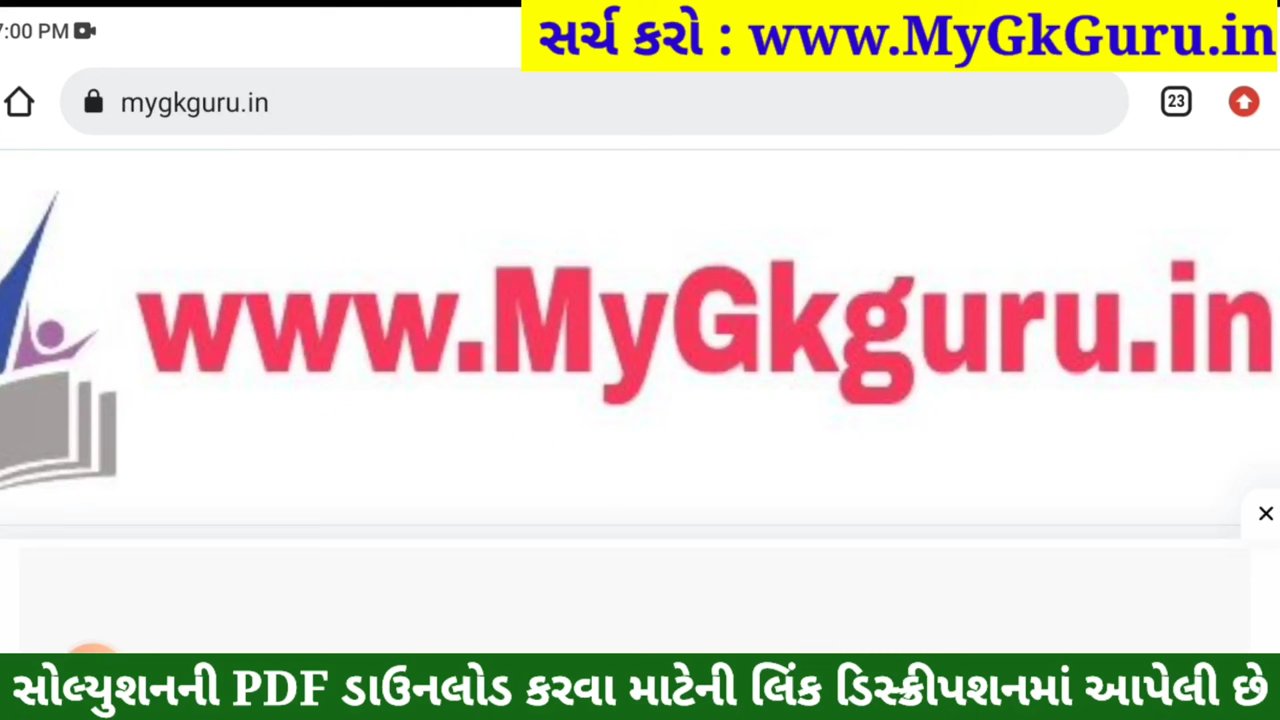 સર્ચ કરો : www.MyGkGuru.in
7:00 PM
mygkguru.in
23
www.MyGkguru.in
સોલ્યુશનની PDF ડાઉનલોડ કરવા માટેની લિંક ડિસ્ક્રીપશનમાં આપેલી છે